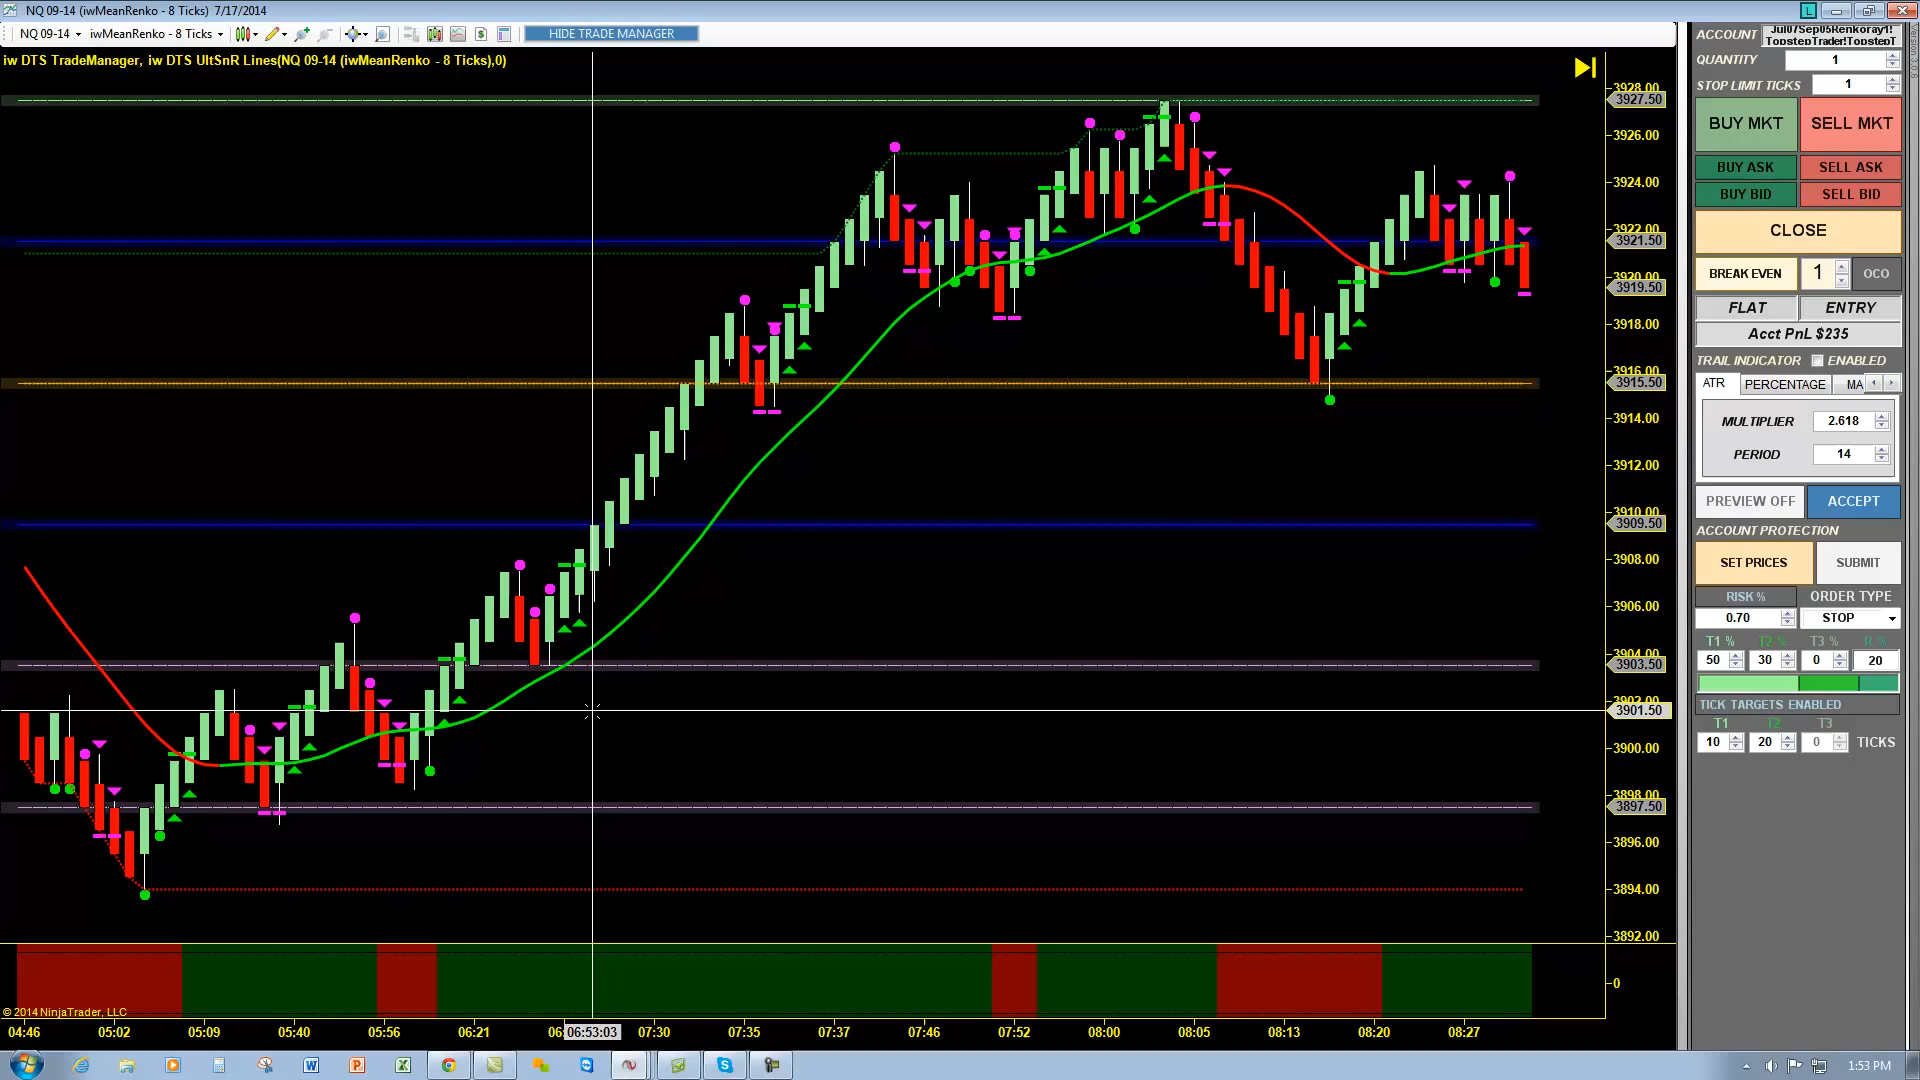 NQ 09-14 (iwMeanRenko - 8 Ticks)  7/17/2014
NQ 09-14
iwMeanRenko - 8 Ticks
HIDE TRADE MANAGER
iw DTS TradeManager, iw DTS UltSnR Lines(NQ 09-14 (iwMeanRenko - 8 Ticks),0)
3928.00
3927.50
3926.00
3924.00
3922.00
3921.50
3920.00
3919.50
3918.00
3916.00
3915.50
3914.00
3912.00
3910.00
3909.50
3908.00
3906.00
3904.00
3903.50
3902.00
3901.50
3900.00
3898.00
3897.50
3896.00
3894.00
3892.00
0
© 2014 NinjaTrader, LLC
04:46 05:02 05:09 05:40 05:56 06:21 06:53:03 07:30 07:35 07:37 07:46 07:52 08:00 08:05 08:13 08:20 08:27
L
Version 3.0.8
ACCOUNT
Jul07Sep05Renkoray1!
TopstepTrader!TopstepT
QUANTITY 1
STOP LIMIT TICKS 1
BUY MKT SELL MKT
BUY ASK SELL ASK
BUY BID SELL BID
CLOSE
BREAK EVEN 1 OCO
FLAT ENTRY
Acct PnL $235
TRAIL INDICATOR ENABLED
ATR PERCENTAGE MA
MULTIPLIER 2.618
PERIOD 14
PREVIEW OFF ACCEPT
ACCOUNT PROTECTION
SET PRICES SUBMIT
RISK % ORDER TYPE
0.70 STOP
T1 % T2 % T3 % R %
50 30 0 20
TICK TARGETS ENABLED
T1 T2 T3
10 20 0 TICKS
1:53 PM